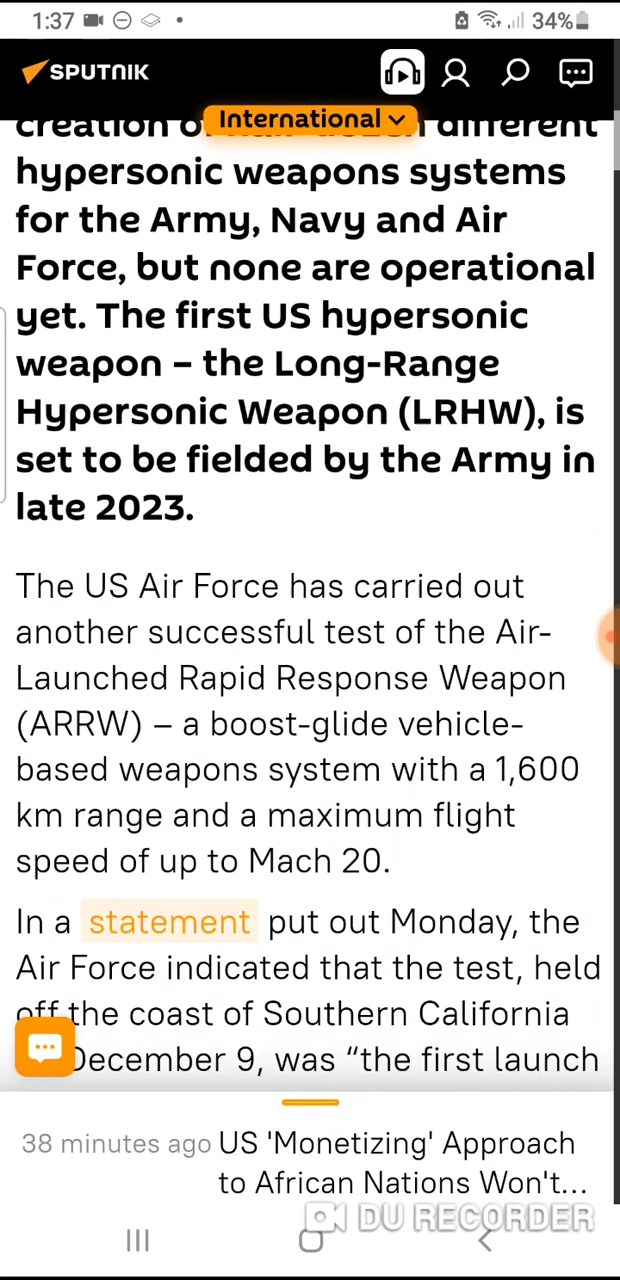 1:37
34%
SPUTNIK
International
creation of different
hypersonic weapons systems
for the Army, Navy and Air
Force, but none are operational
yet. The first US hypersonic
weapon – the Long-Range
Hypersonic Weapon (LRHW), is
set to be fielded by the Army in
late 2023.
The US Air Force has carried out
another successful test of the Air-
Launched Rapid Response Weapon
(ARRW) – a boost-glide vehicle-
based weapons system with a 1,600
km range and a maximum flight
speed of up to Mach 20.
In a statement put out Monday, the
Air Force indicated that the test, held
off the coast of Southern California
December 9, was “the first launch
38 minutes ago US 'Monetizing' Approach
to African Nations Won't...
DU RECORDER